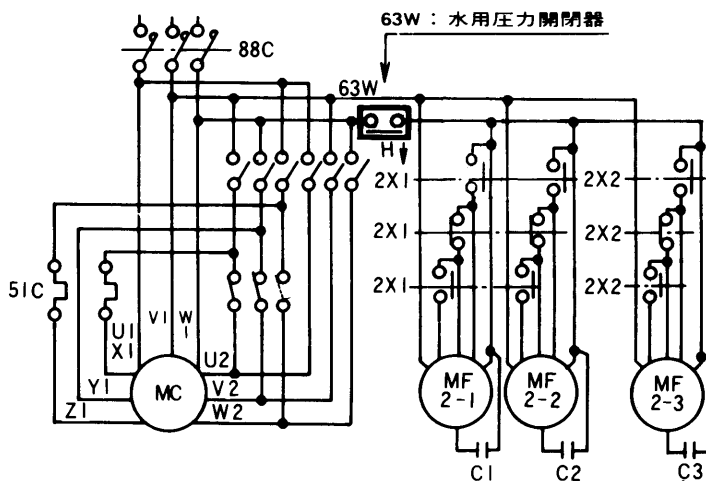 63W : 水用圧力開閉器
88C
63W
H
2X1
2X2
2X1
2X2
2X1
2X2
51C
U1
X1
V1
W
1
U2
Y1
MC
V2
Z1
W2
MF
2-1
MF
2-2
MF
2-3
C1
C2
C3